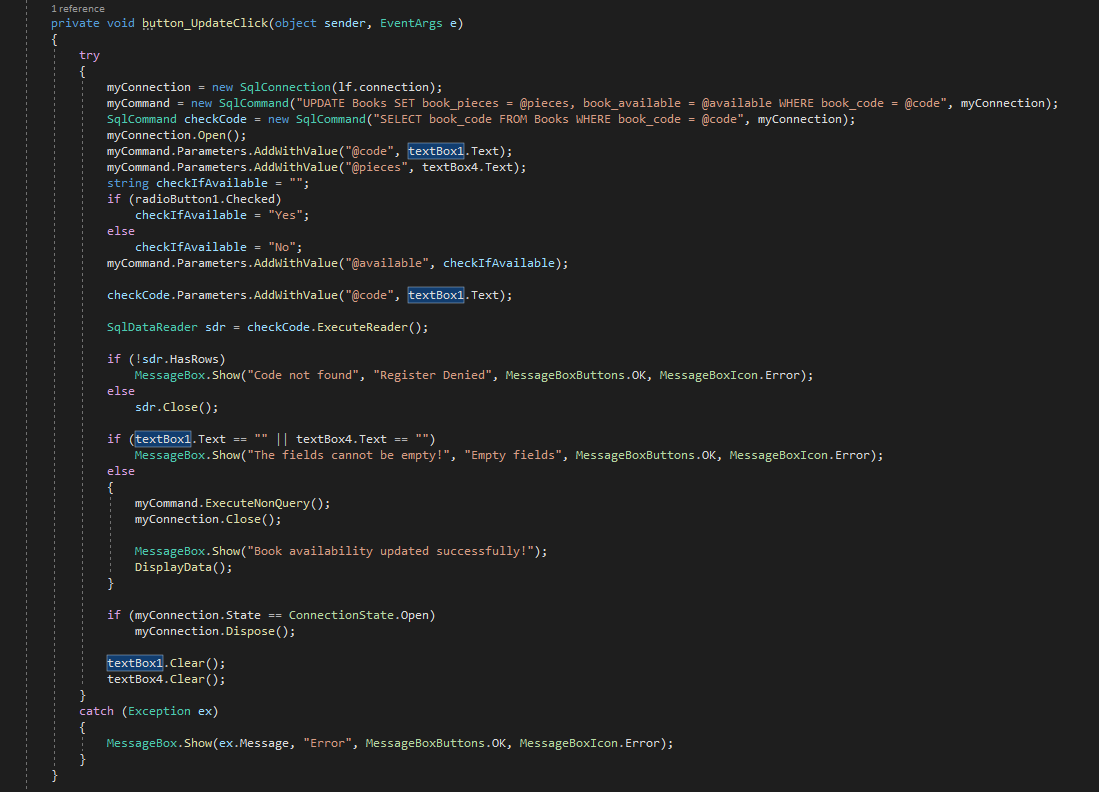 1 reference
private void button_UpdateClick(object sender, EventArgs e)
{
try
{
myConnection = new SqlConnection(lf.connection);
myCommand = new SqlCommand("UPDATE Books SET book_pieces = @pieces, book_available = @available WHERE book_code = @code", myConnection);
SqlCommand checkCode = new SqlCommand("SELECT book_code FROM Books WHERE book_code = @code", myConnection);
myConnection.Open();
myCommand.Parameters.AddWithValue("@code", textBox1.Text);
myCommand.Parameters.AddWithValue("@pieces", textBox4.Text);
string checkIfAvailable = "";
if (radioButton1.Checked)
checkIfAvailable = "Yes";
else
checkIfAvailable = "No";
myCommand.Parameters.AddWithValue("@available", checkIfAvailable);
checkCode.Parameters.AddWithValue("@code", textBox1.Text);
SqlDataReader sdr = checkCode.ExecuteReader();
if (!sdr.HasRows)
MessageBox.Show("Code not found", "Register Denied", MessageBoxButtons.OK, MessageBoxIcon.Error);
else
sdr.Close();
if (textBox1.Text == "" || textBox4.Text == "")
MessageBox.Show("The fields cannot be empty!", "Empty fields", MessageBoxButtons.OK, MessageBoxIcon.Error);
else
{
myCommand.ExecuteNonQuery();
myConnection.Close();
MessageBox.Show("Book availability updated successfully!");
DisplayData();
}
if (myConnection.State == ConnectionState.Open)
myConnection.Dispose();
textBox1.Clear();
textBox4.Clear();
}
catch (Exception ex)
{
MessageBox.Show(ex.Message, "Error", MessageBoxButtons.OK, MessageBoxIcon.Error);
}
}